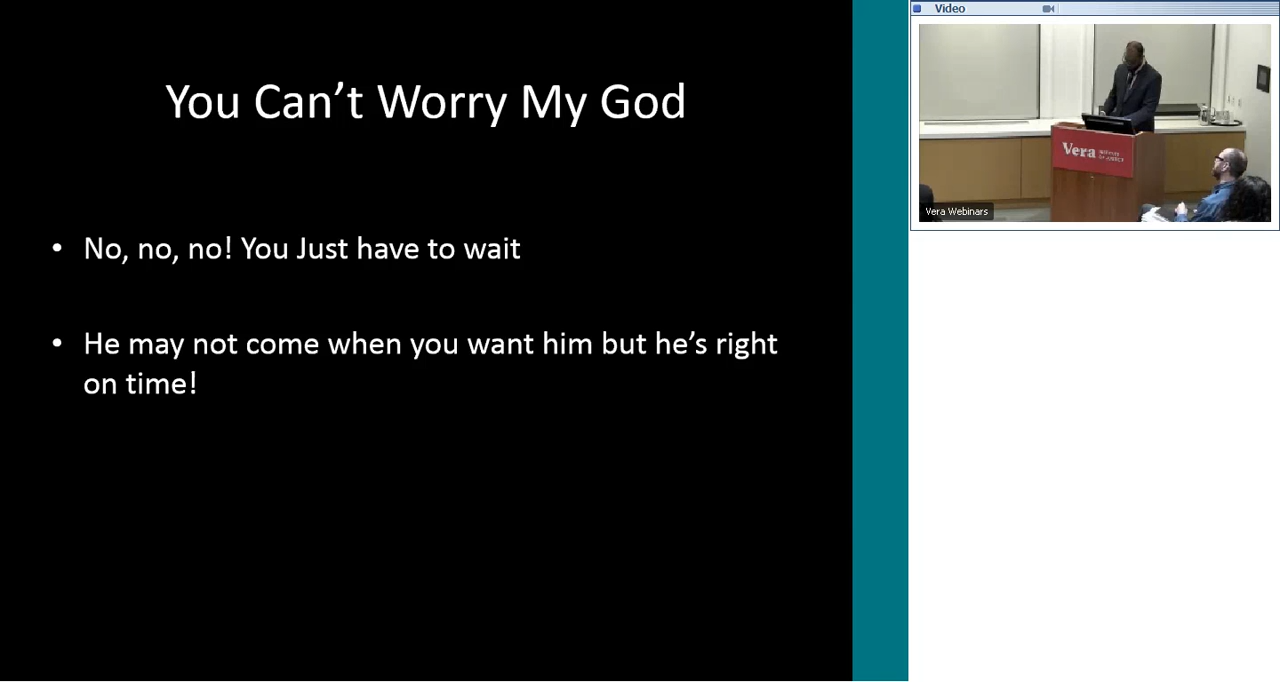 You Can’t Worry My God
• No, no, no! You Just have to wait
• He may not come when you want him but he’s right
on time!
Video
Vera
Vera Webinars